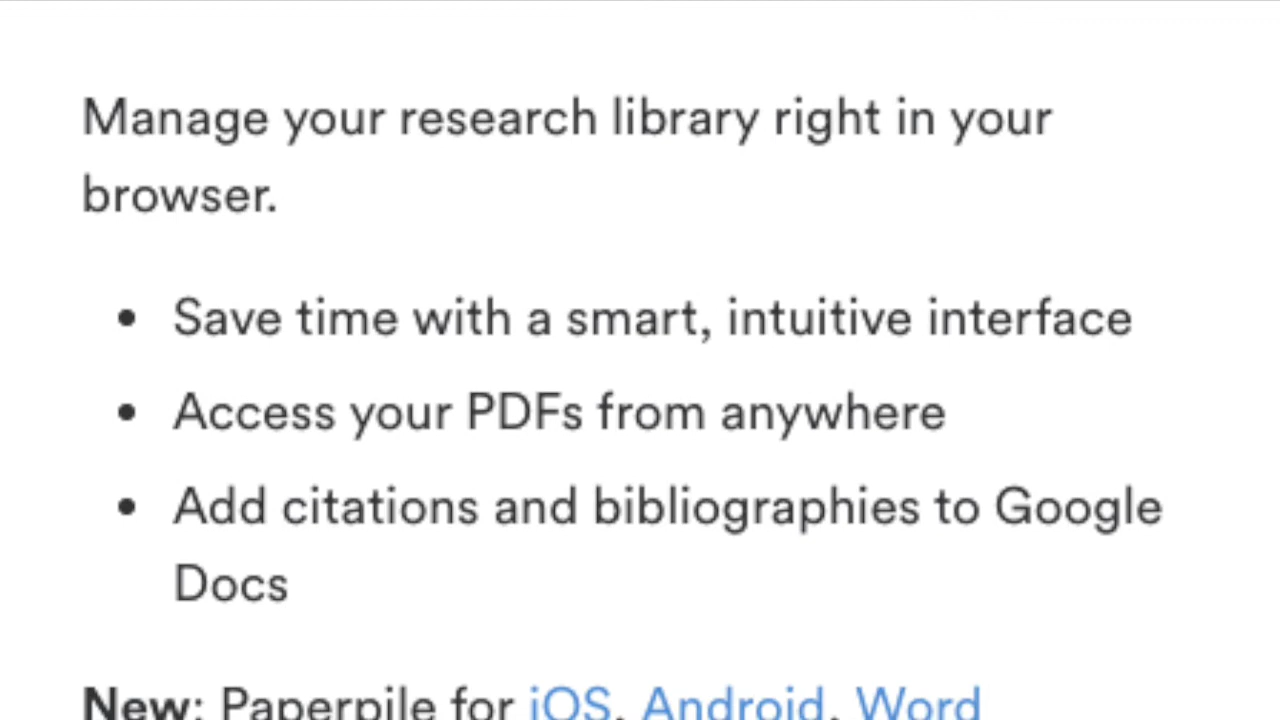 Manage your research library right in your
browser.
• Save time with a smart, intuitive interface
• Access your PDFs from anywhere
• Add citations and bibliographies to Google
Docs
New: Paperpile for iOS, Android, Word